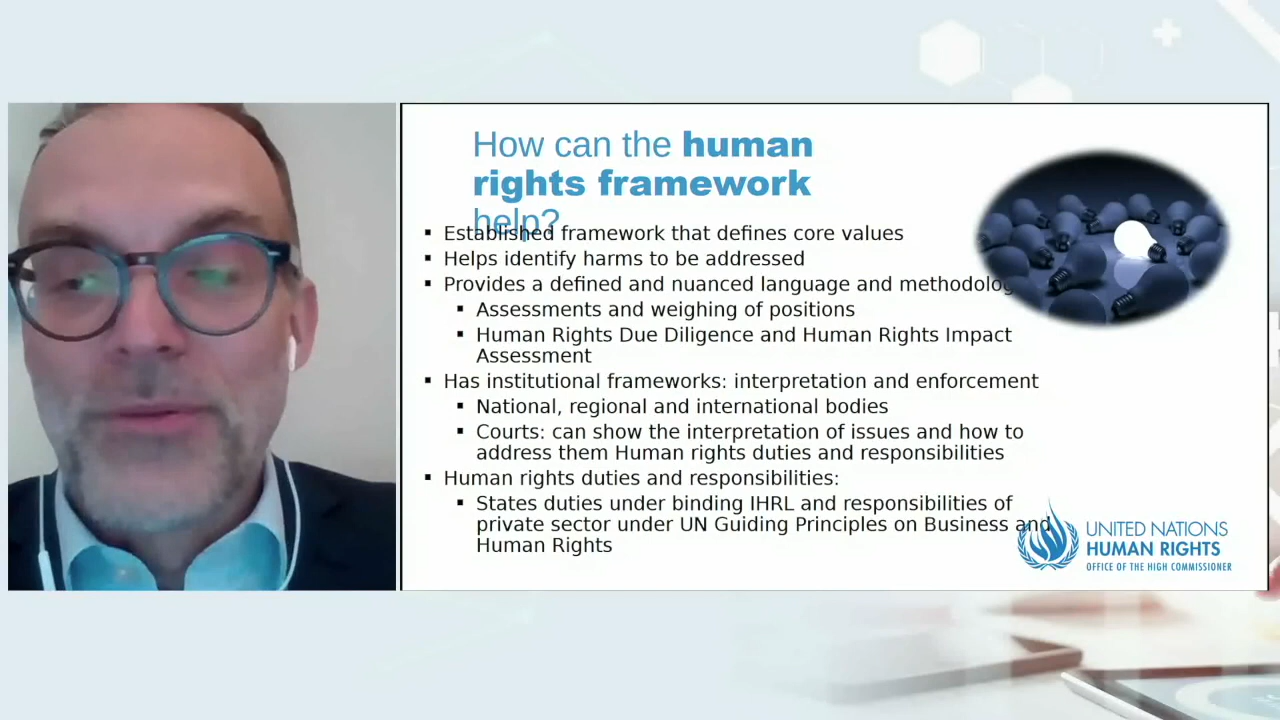 How can the human
rights framework
help?
▪ Established framework that defines core values
▪ Helps identify harms to be addressed
▪ Provides a defined and nuanced language and methodolog
▪ Assessments and weighing of positions
▪ Human Rights Due Diligence and Human Rights Impact
Assessment
▪ Has institutional frameworks: interpretation and enforcement
▪ National, regional and international bodies
▪ Courts: can show the interpretation of issues and how to
address them Human rights duties and responsibilities
▪ Human rights duties and responsibilities:
▪ States duties under binding IHRL and responsibilities of
private sector under UN Guiding Principles on Business and
Human Rights
UNITED NATIONS
HUMAN RIGHTS
OFFICE OF THE HIGH COMMISSIONER